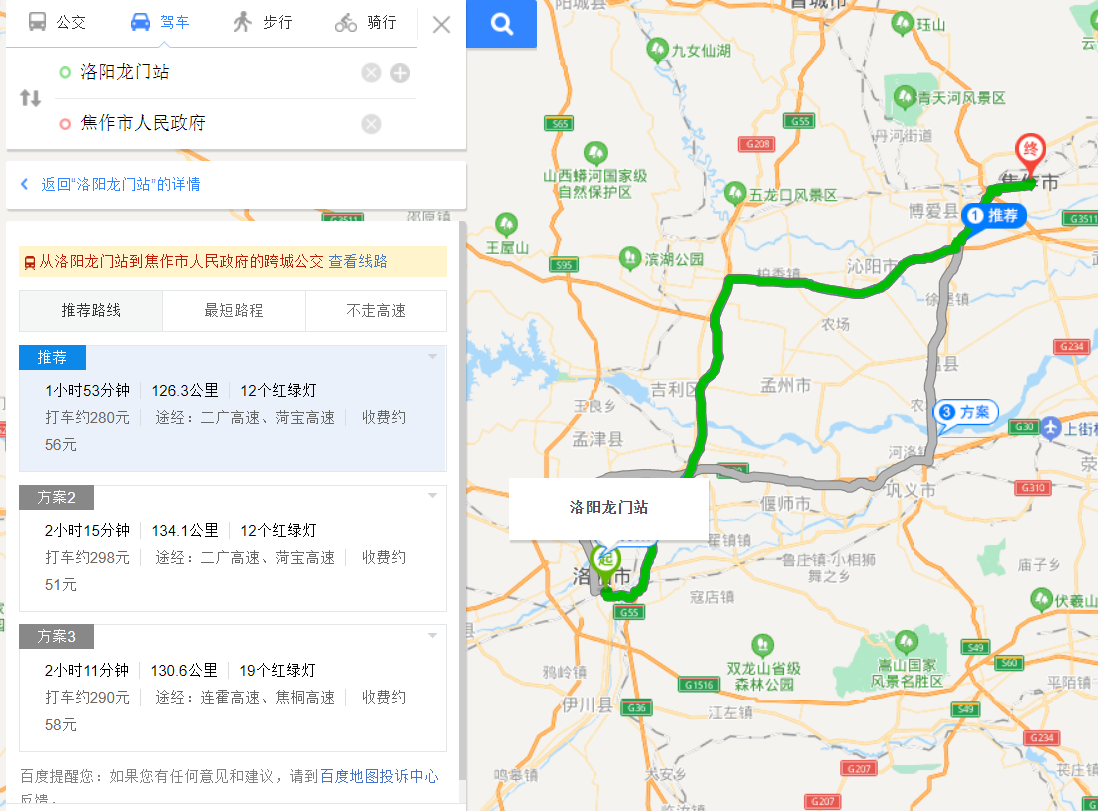 公交 驾车 步行 骑行
洛阳龙门站
焦作市人民政府
返回“洛阳龙门站”的详情
从洛阳龙门站到焦作市人民政府的跨城公交 查看线路
推荐路线 最短路程 不走高速
推荐
1小时53分钟 126.3公里 12个红绿灯
打车约280元 途经：二广高速、菏宝高速 收费约
56元
方案2
2小时15分钟 134.1公里 12个红绿灯
打车约298元 途经：二广高速、菏宝高速 收费约
51元
方案3
2小时11分钟 130.6公里 19个红绿灯
打车约290元 途经：连霍高速、焦桐高速 收费约
58元
百度提醒您：如果您有任何意见和建议，请到百度地图投诉中心
反馈。
G3511
邵原镇
阳城县
珏山
九女仙湖
青天河风景区
S65
G55
G208
丹河街道
终
焦作市
山西蟒河国家级
自然保护区
五龙口风景区
博爱县
1 推荐
G3511
王屋山
滨湖公园
S95
柏香镇
沁阳市
徐堡镇
农场
G234
温县
吉利区
孟州市
王良乡
3 方案
孟津县
G30
上街
河洛镇
G310
巩义市
偃师市
洛阳龙门站
翟镇镇
起
鲁庄镇-小相狮
舞之乡
庙子乡
寇店镇
G55
伏羲山
S49
S60
嵩山国家
风景名胜区
双龙山省级
森林公园
鸦岭镇
G1516
平陌镇
伊川县
G36
江左镇
S49
G234
鸣皋镇
大安乡
G207
G207